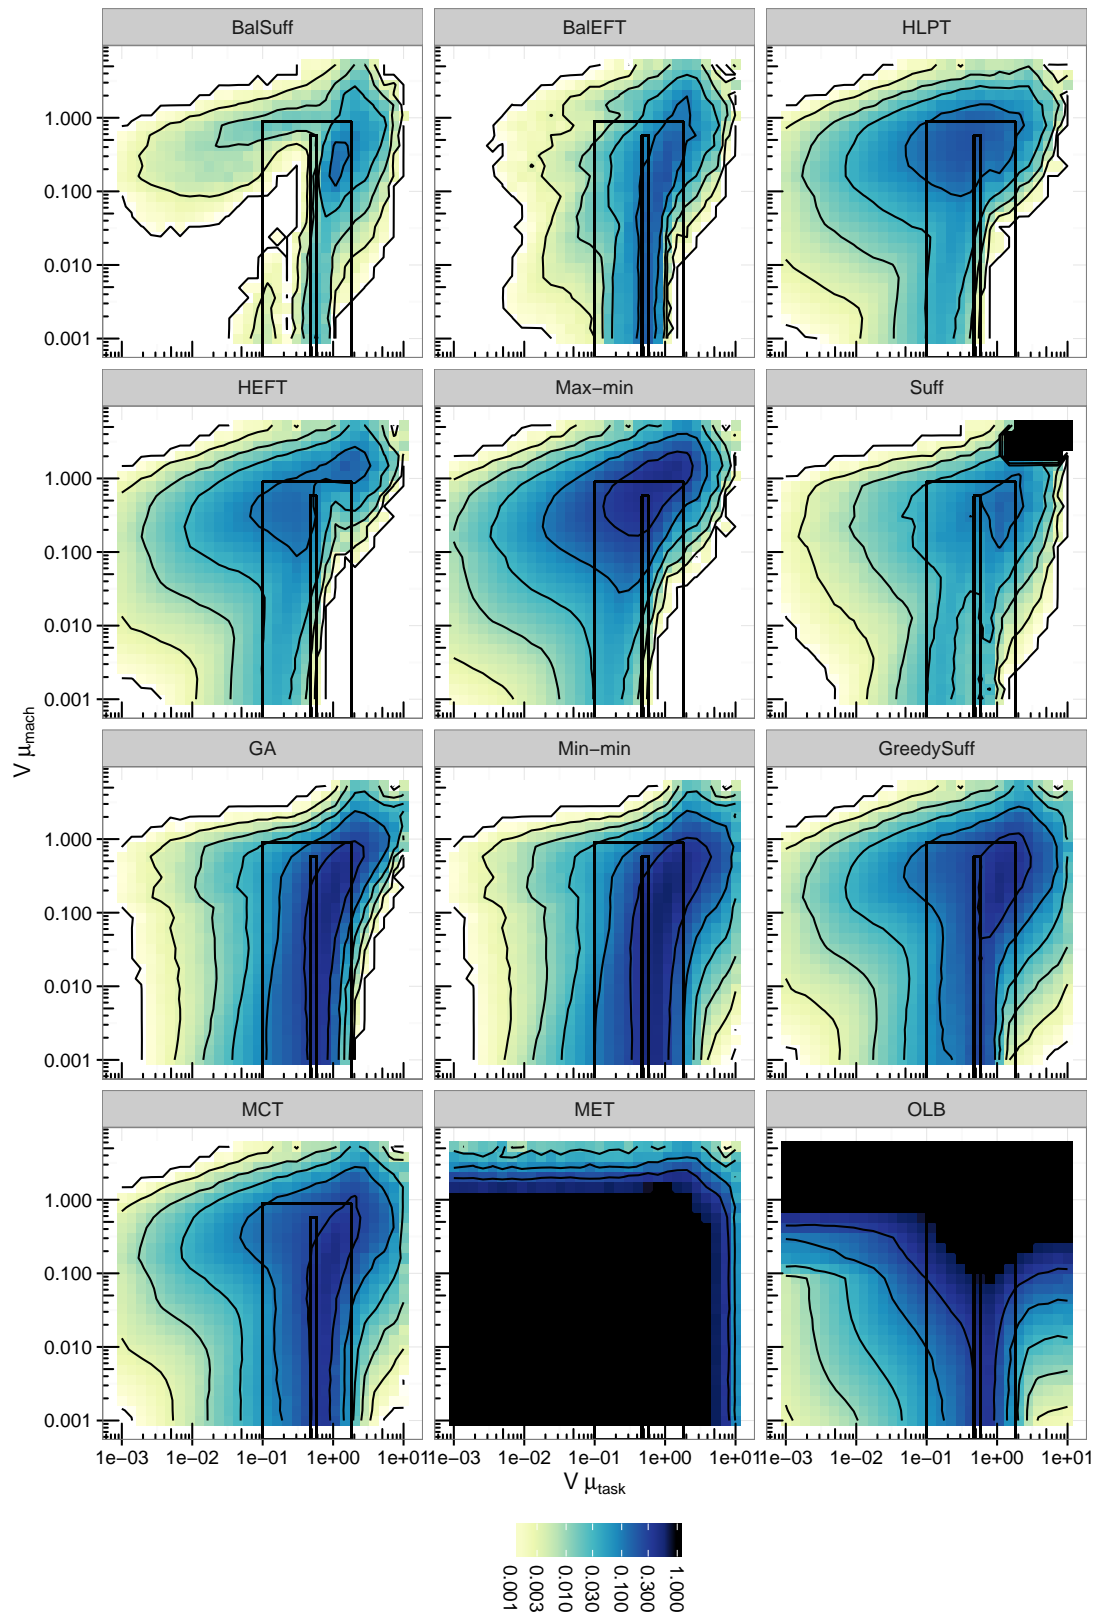 BalSuff BalEFT HLPT
1.000
0.100
0.010
0.001
HEFT Max−min Suff
1.000
0.100
0.010
0.001
V μmach
GA Min−min GreedySuff
1.000
0.100
0.010
0.001
MCT MET OLB
1.000
0.100
0.010
0.001
1e−03 1e−02 1e−01 1e+00 1e+01 1e−03 1e−02 1e−01 1e+00 1e+01 1e−03 1e−02 1e−01 1e+00 1e+01
V μtask
0.001 0.003 0.010 0.030 0.100 0.300 1.000